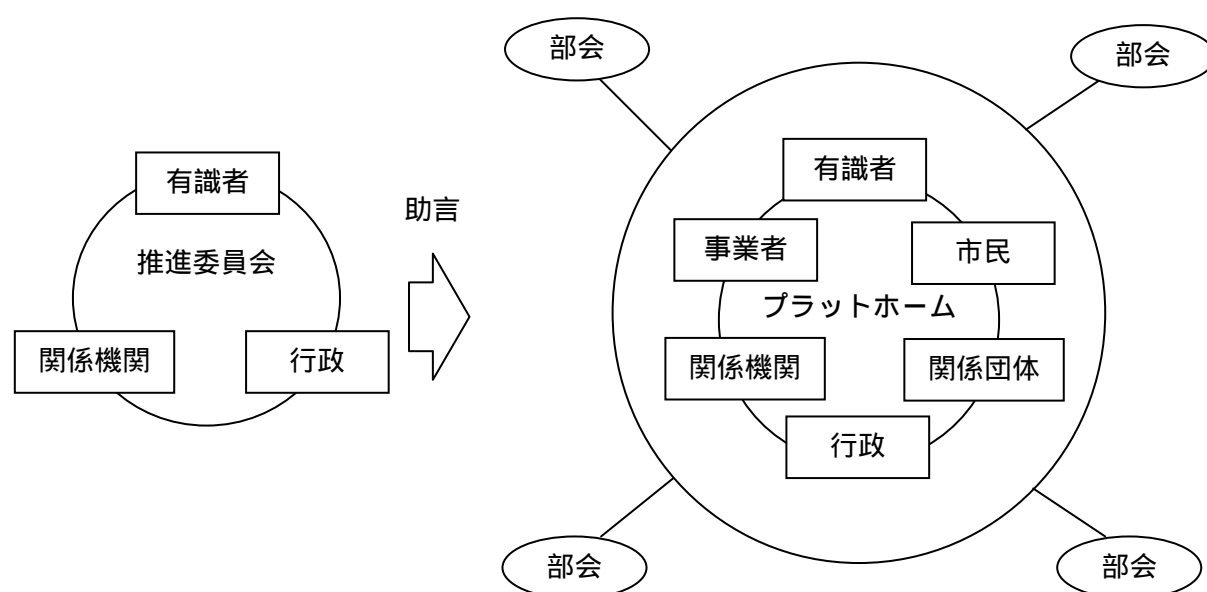 部会
部会
有識者
推進委員会
関係機関
行政
助言
有識者
事業者
市民
プラットホーム
関係機関
関係団体
行政
部会
部会